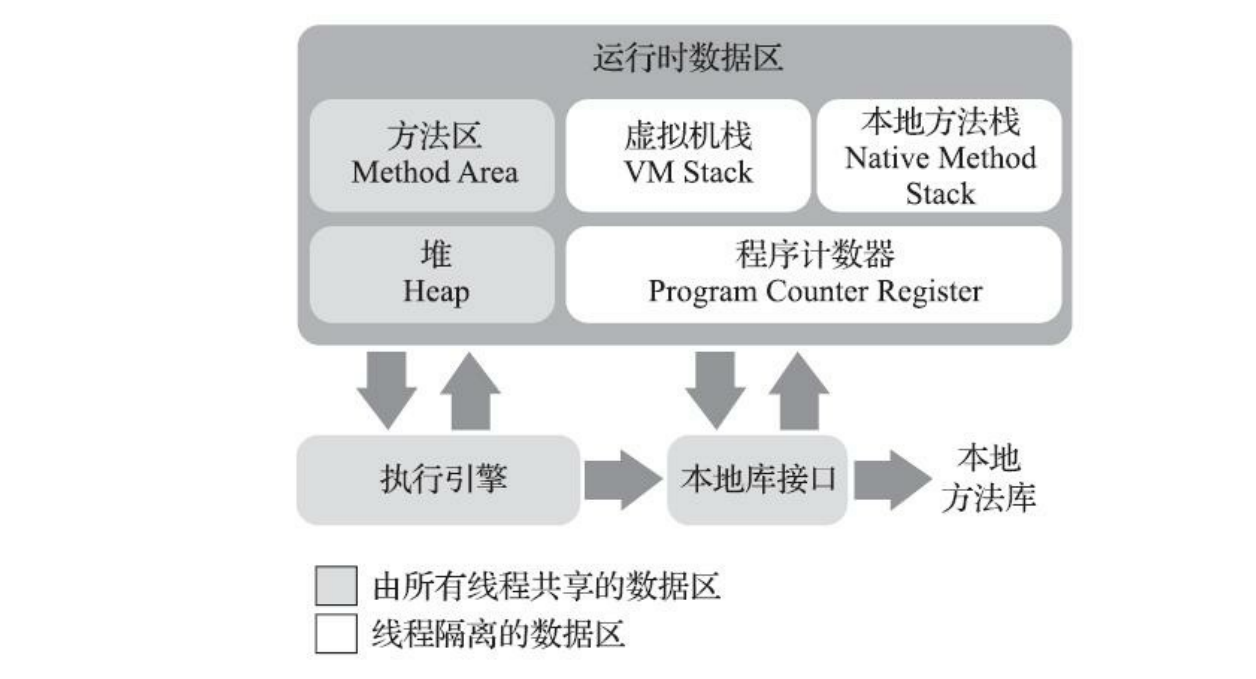 运行时数据区
方法区
Method Area
虚拟机栈
VM Stack
本地方法栈
Native Method
Stack
堆
Heap
程序计数器
Program Counter Register
执行引擎
本地库接口
本地
方法库
由所有线程共享的数据区
线程隔离的数据区